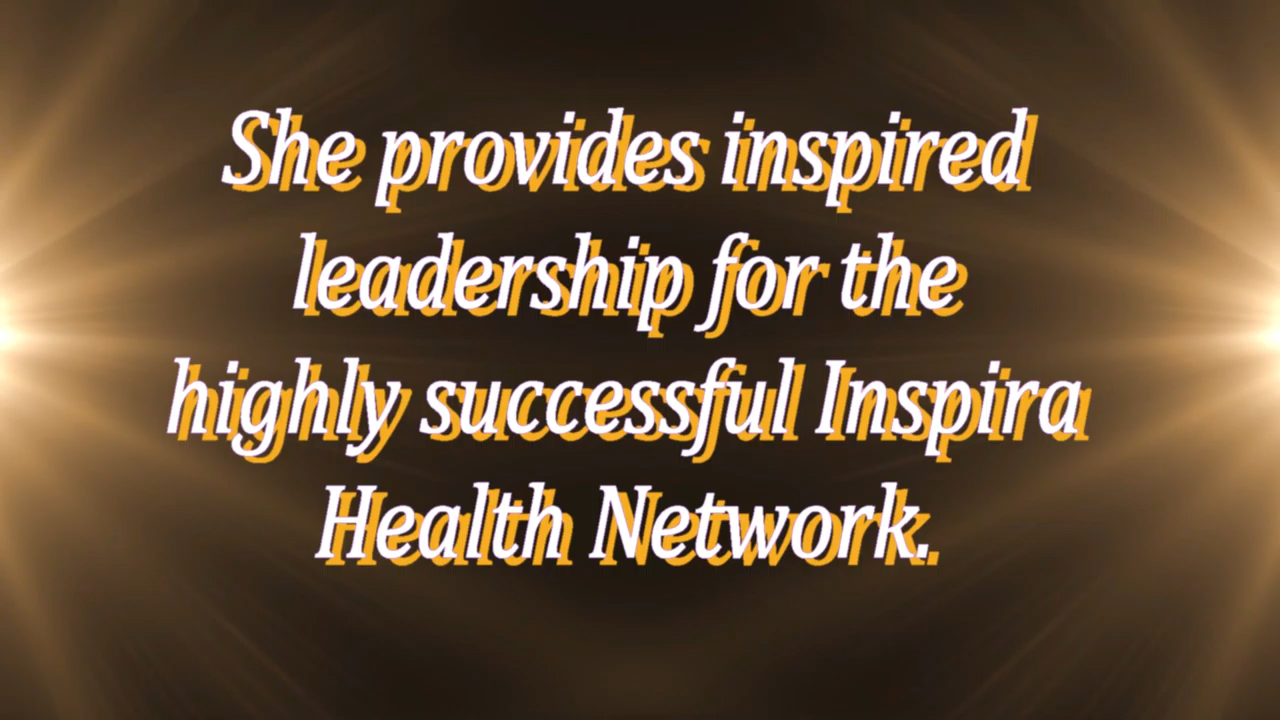 She provides inspired
leadership for the
highly successful Inspira
Health Network.